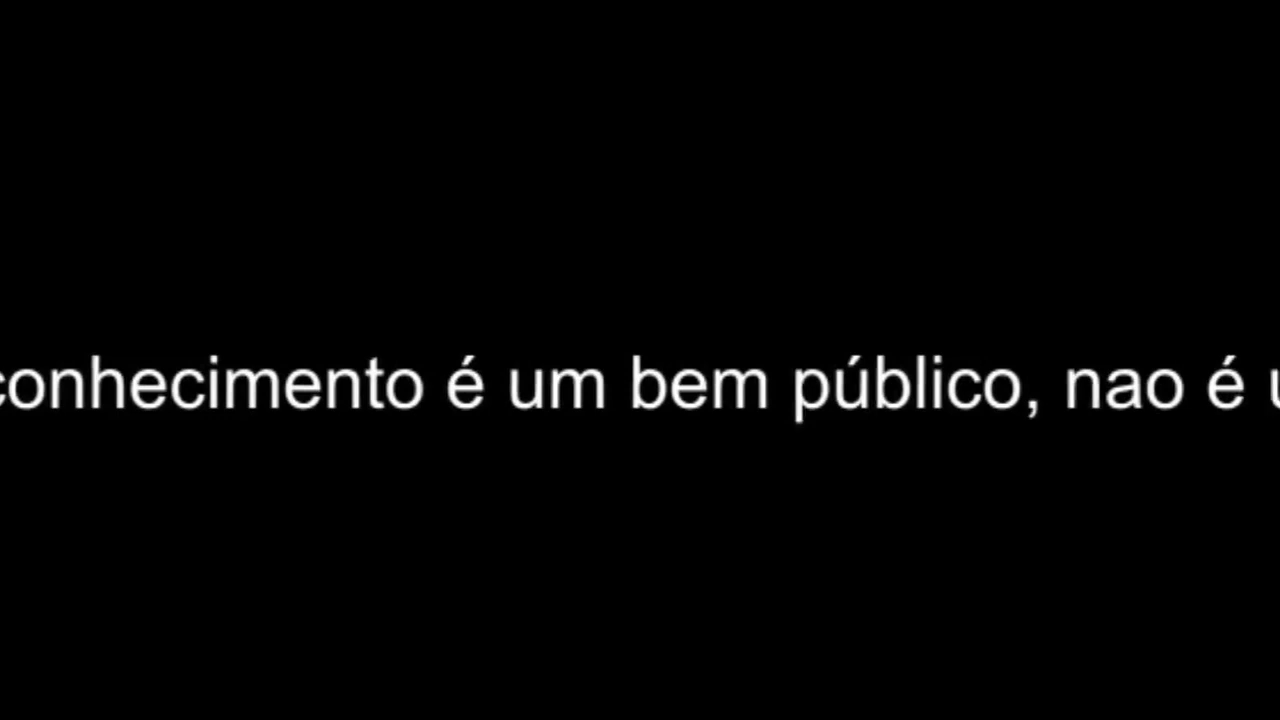 conhecimento é um bem público, nao é